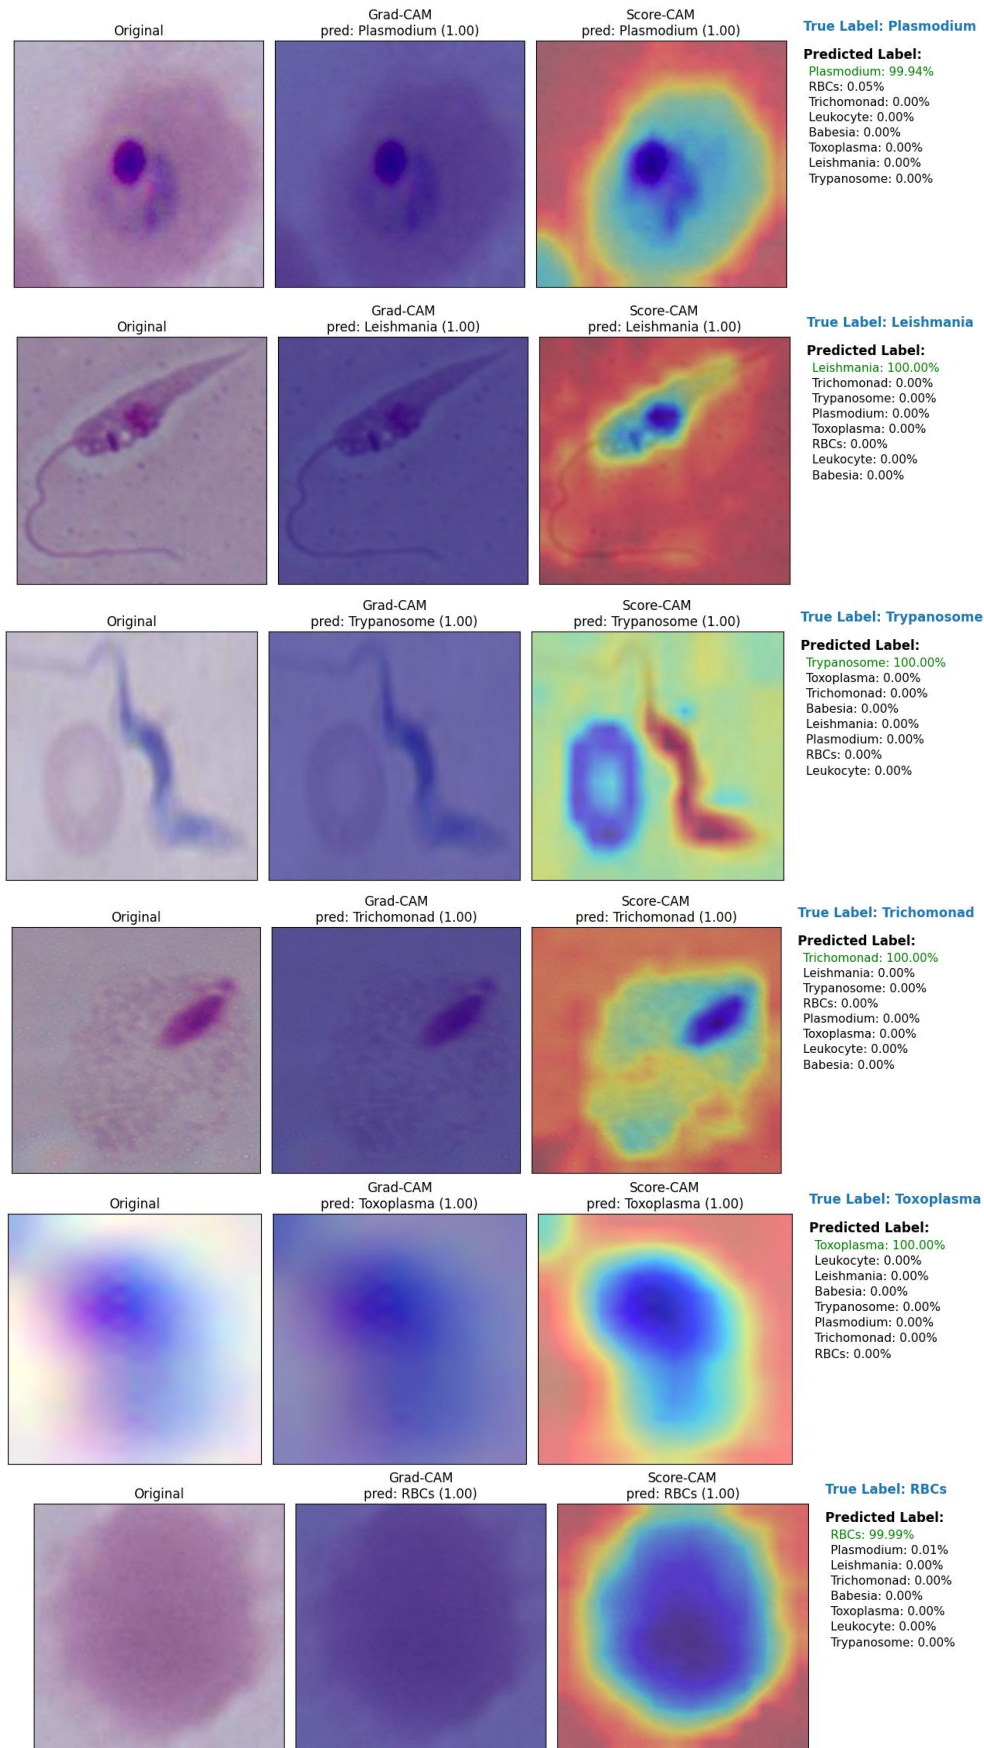 Original
Grad-CAM
pred: Plasmodium (1.00)
Score-CAM
pred: Plasmodium (1.00)
True Label: Plasmodium
Predicted Label:
Plasmodium: 99.94%
RBCs: 0.05%
Trichomonad: 0.00%
Leukocyte: 0.00%
Babesia: 0.00%
Toxoplasma: 0.00%
Leishmania: 0.00%
Trypanosome: 0.00%
Original
Grad-CAM
pred: Leishmania (1.00)
Score-CAM
pred: Leishmania (1.00)
True Label: Leishmania
Predicted Label:
Leishmania: 100.00%
Trichomonad: 0.00%
Trypanosome: 0.00%
Plasmodium: 0.00%
Toxoplasma: 0.00%
RBCs: 0.00%
Leukocyte: 0.00%
Babesia: 0.00%
Original
Grad-CAM
pred: Trypanosome (1.00)
Score-CAM
pred: Trypanosome (1.00)
True Label: Trypanosome
Predicted Label:
Trypanosome: 100.00%
Toxoplasma: 0.00%
Trichomonad: 0.00%
Babesia: 0.00%
Leishmania: 0.00%
Plasmodium: 0.00%
RBCs: 0.00%
Leukocyte: 0.00%
Original
Grad-CAM
pred: Trichomonad (1.00)
Score-CAM
pred: Trichomonad (1.00)
True Label: Trichomonad
Predicted Label:
Trichomonad: 100.00%
Leishmania: 0.00%
Trypanosome: 0.00%
RBCs: 0.00%
Plasmodium: 0.00%
Toxoplasma: 0.00%
Leukocyte: 0.00%
Babesia: 0.00%
Original
Grad-CAM
pred: Toxoplasma (1.00)
Score-CAM
pred: Toxoplasma (1.00)
True Label: Toxoplasma
Predicted Label:
Toxoplasma: 100.00%
Leukocyte: 0.00%
Leishmania: 0.00%
Babesia: 0.00%
Trypanosome: 0.00%
Plasmodium: 0.00%
Trichomonad: 0.00%
RBCs: 0.00%
Original
Grad-CAM
pred: RBCs (1.00)
Score-CAM
pred: RBCs (1.00)
True Label: RBCs
Predicted Label:
RBCs: 99.99%
Plasmodium: 0.01%
Leishmania: 0.00%
Trichomonad: 0.00%
Babesia: 0.00%
Toxoplasma: 0.00%
Leukocyte: 0.00%
Trypanosome: 0.00%